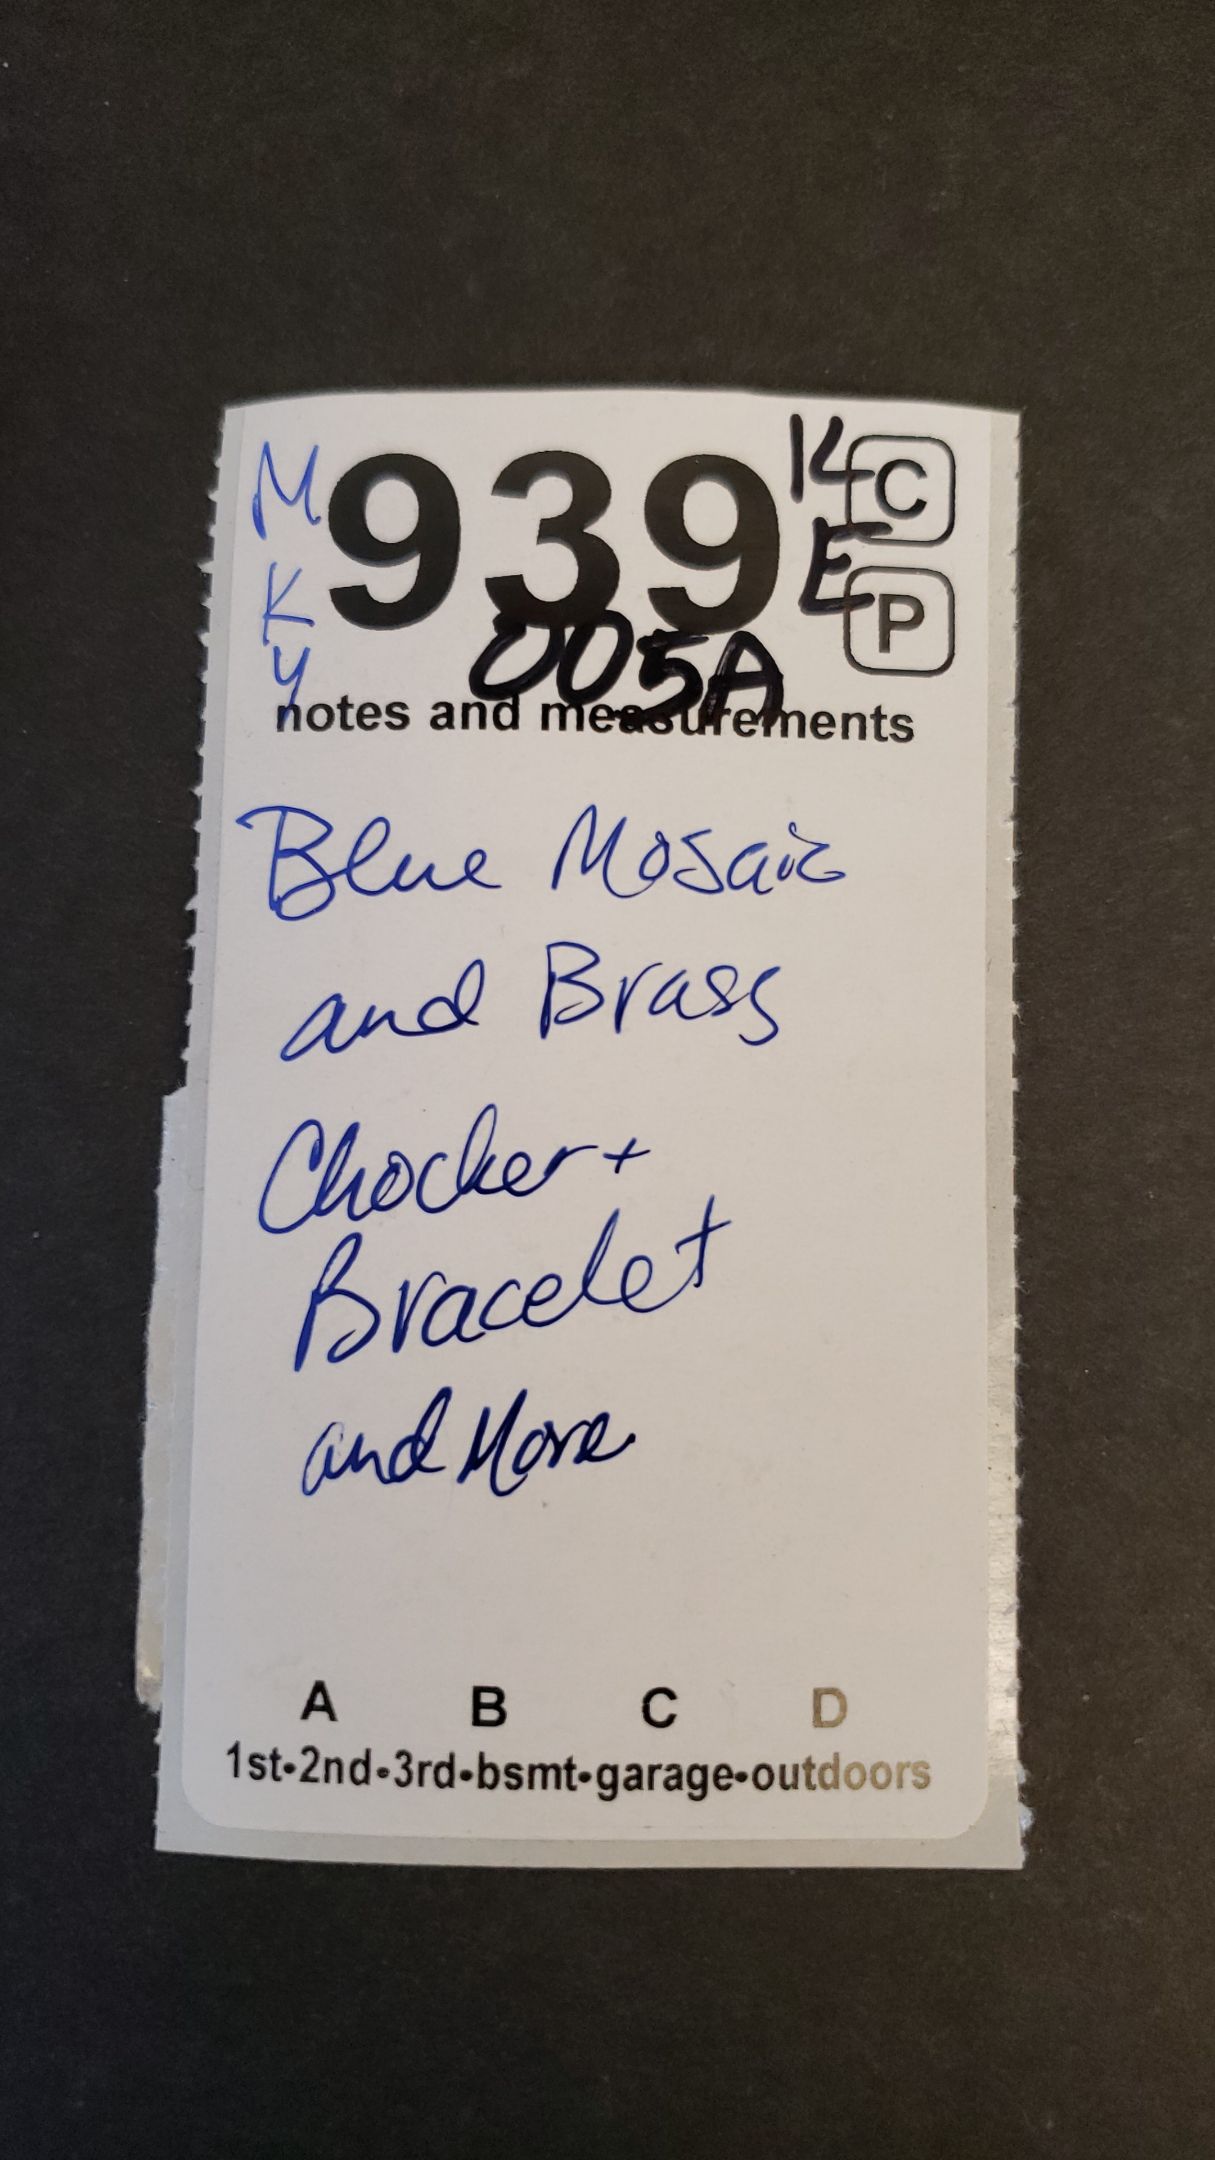 M 939 K C
K E P
Y 005A
notes and measurements
Blue Mosaic
and Brass
Chocker +
Bracelet
and More
A B C D
1st•2nd•3rd•bsmt•garage•outdoors